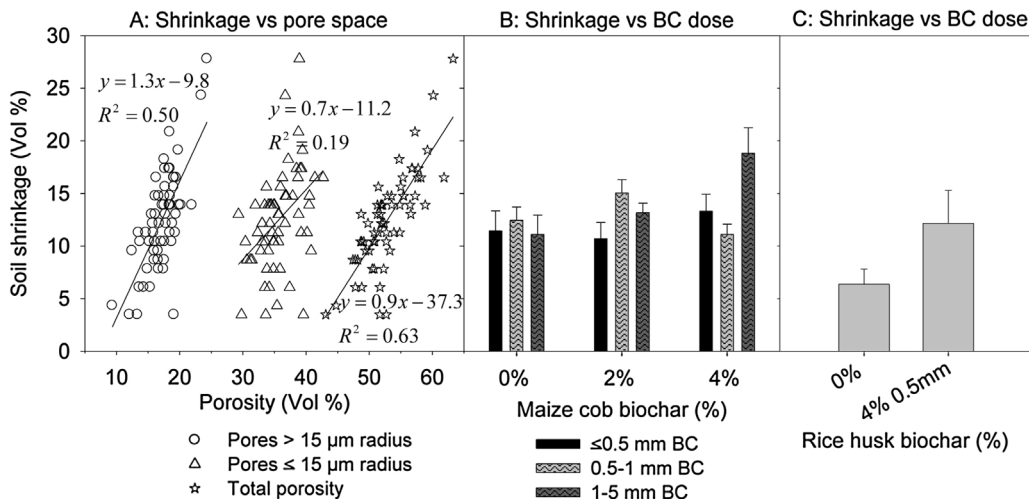 A: Shrinkage vs pore space
B: Shrinkage vs BC dose
C: Shrinkage vs BC dose
Soil shrinkage (Vol %)
30
25
20
15
10
5
0
y = 1.3x − 9.8
R² = 0.50
y = 0.7x − 11.2
R² = 0.19
y = 0.9x − 37.3
R² = 0.63
10 20 30 40 50 60
Porosity (Vol %)
Pores > 15 µm radius
Pores ≤ 15 µm radius
Total porosity
0% 2% 4%
Maize cob biochar (%)
≤0.5 mm BC
0.5-1 mm BC
1-5 mm BC
0%
4% 0.5mm
Rice husk biochar (%)